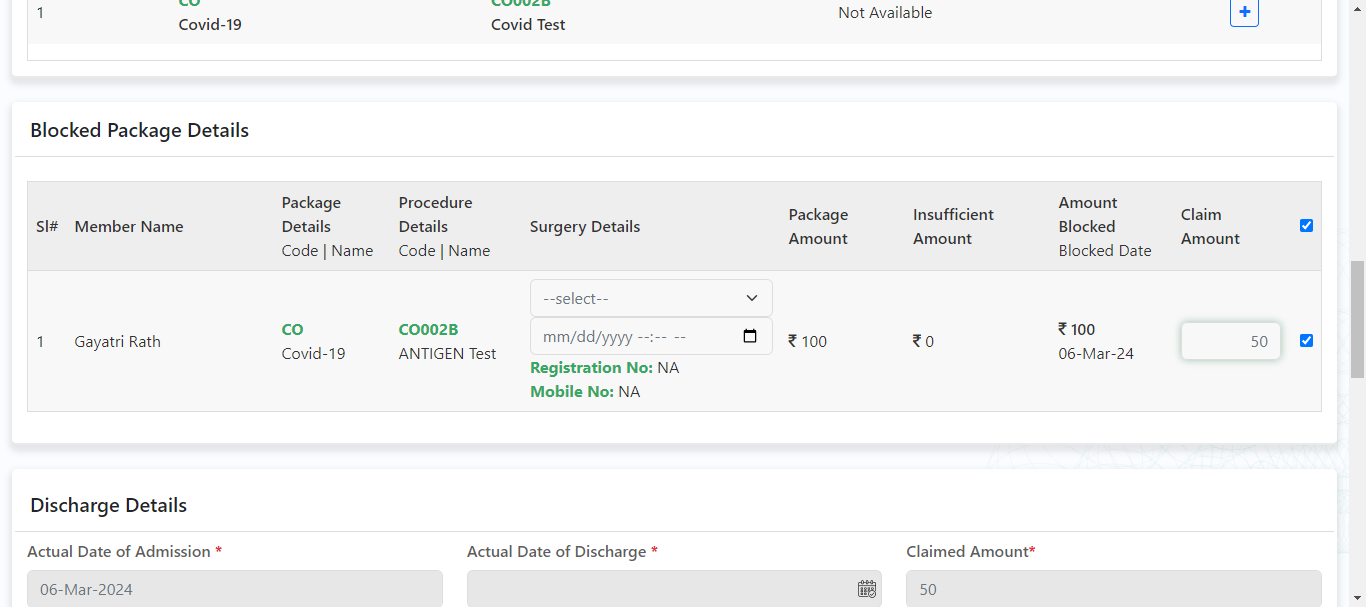 CO
CO002B
1
Not Available
+
Covid-19
Covid Test
Blocked Package Details
Sl#
Member Name
Package Details
Code | Name
Procedure Details
Code | Name
Surgery Details
Package Amount
Insufficient Amount
Amount Blocked
Blocked Date
Claim Amount
1
Gayatri Rath
CO
Covid-19
CO002B
ANTIGEN Test
--select--
mm/dd/yyyy --:-- --
Registration No: NA
Mobile No: NA
₹ 100
₹ 0
₹ 100
06-Mar-24
50
Discharge Details
Actual Date of Admission *
Actual Date of Discharge *
Claimed Amount*
06-Mar-2024
50